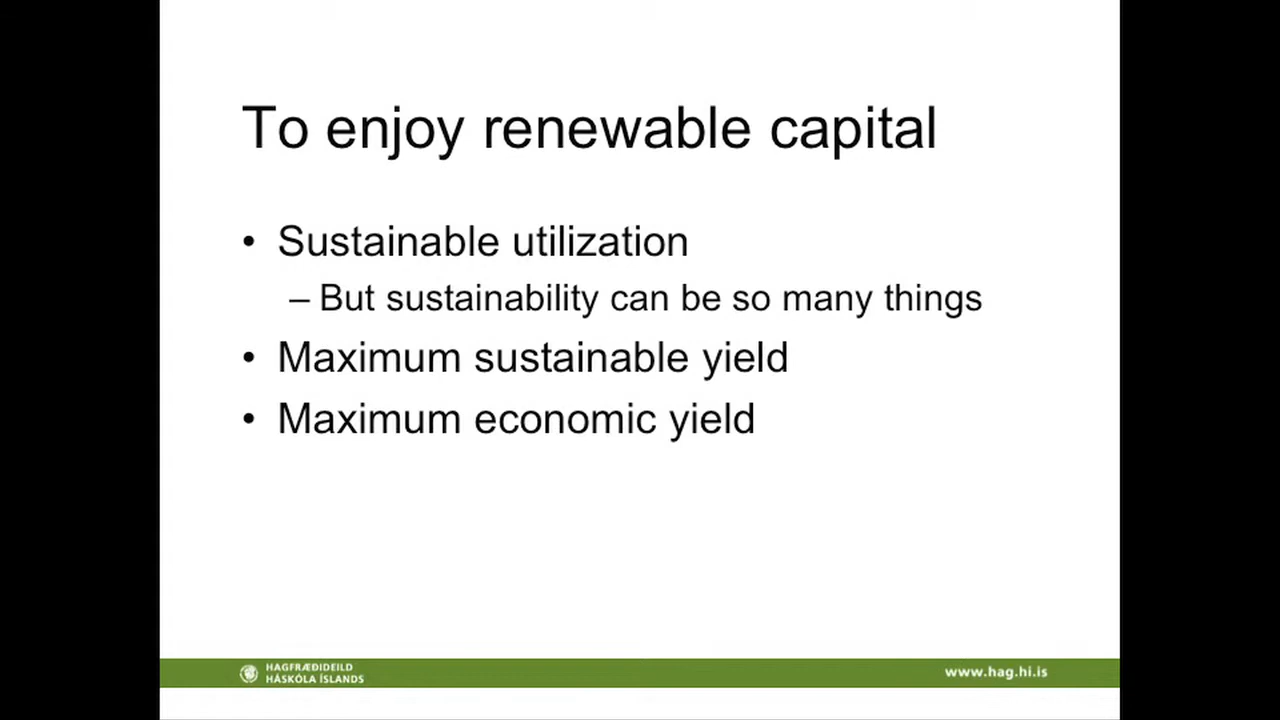 To enjoy renewable capital
• Sustainable utilization
– But sustainability can be so many things
• Maximum sustainable yield
• Maximum economic yield
HAGFRÆÐIDEILD
HÁSKÓLA ÍSLANDS
www.hag.hi.is